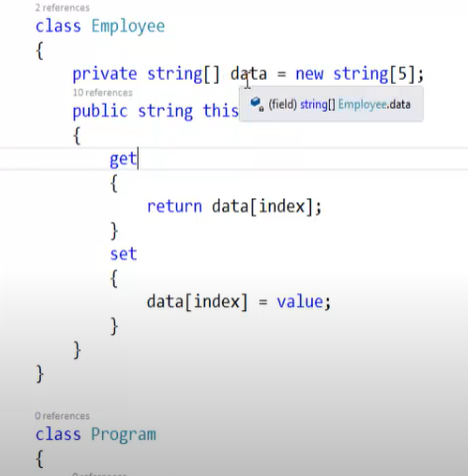 2 references
class Employee
{
private string[] data = new string[5];
10 references
public string this
(field) string[] Employee.data
{
get
{
return data[index];
}
set
{
data[index] = value;
}
}
}
0 references
class Program
{